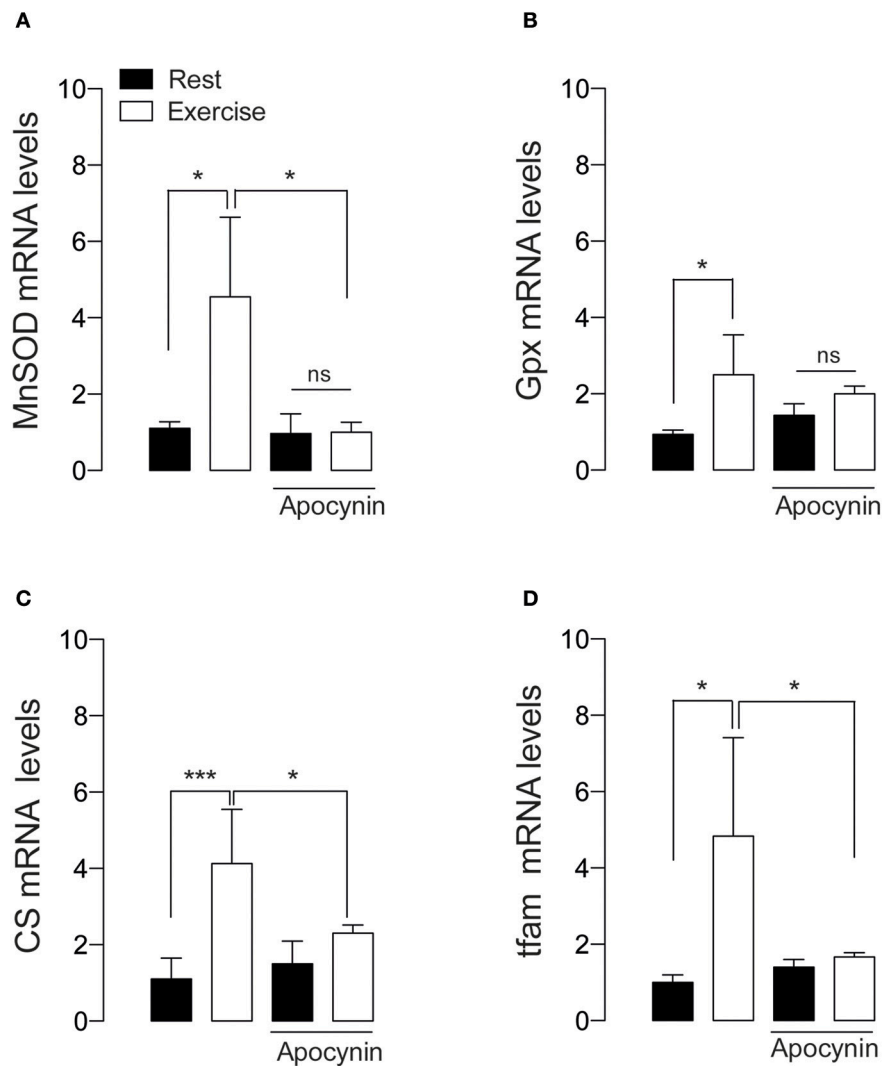 A
MnSOD mRNA levels
10
8
6
4
2
0
Rest
Exercise
*
*
ns
Apocynin
B
Gpx mRNA levels
10
8
6
4
2
0
*
ns
Apocynin
C
CS mRNA levels
10
8
6
4
2
0
***
*
Apocynin
D
tfam mRNA levels
10
8
6
4
2
0
*
*
Apocynin